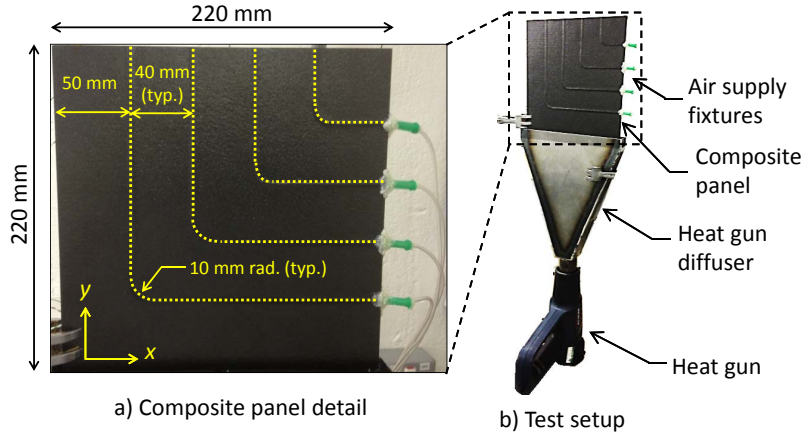 220 mm
50 mm
40 mm
(typ.)
220 mm
10 mm rad. (typ.)
y
x
a) Composite panel detail
Air supply
fixtures
Composite
panel
Heat gun
diffuser
Heat gun
b) Test setup